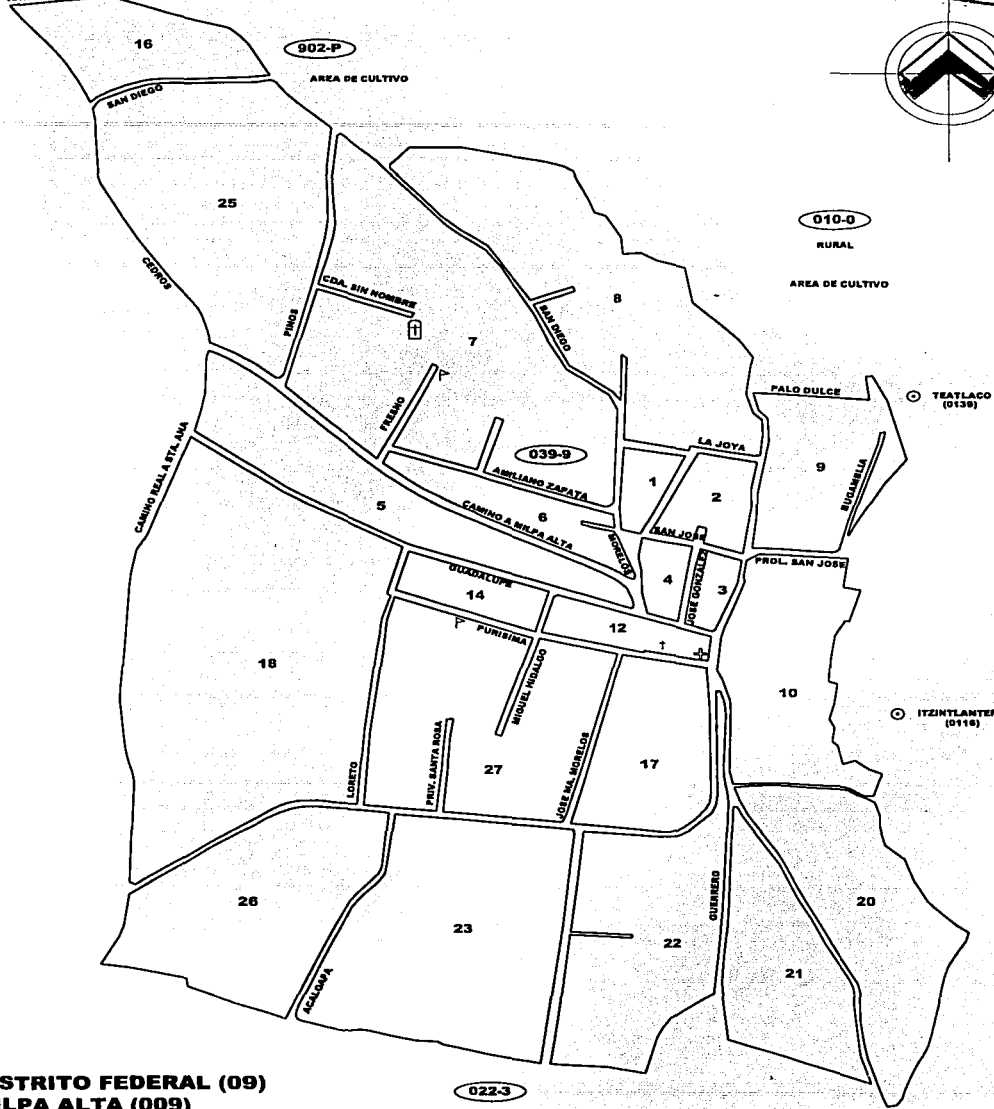 16
902-P
AREA DE CULTIVO
SAN DIEGO
25
010-0
RURAL
AREA DE CULTIVO
CEDROS
PINOS
CDA. SIN NOMBRE
7
8
SAN DIEGO
FRESNO
PALO DULCE
TEATLACO
(0139)
LA JOYA
9
BUGAMBLIA
039-9
AMILIANO ZAPATA
1
2
CAMINO REAL A STA. ANA
5
6
CAMINO A MILPA ALTA
SAN JOSE
MORELOS
PROL. SAN JOSE
4
JOSE GONZALEZ
3
GUADALUPE
14
12
PURISIMA
MIGUEL HIDALGO
18
10
ITZINTLANTE
(0116)
LORETO
PRIV. SANTA ROSA
27
JOSE MA. MORELOS
17
26
23
ACALOAPA
22
GUERRERO
20
21
STRITO FEDERAL (09)
LPA ALTA (009)
022-3